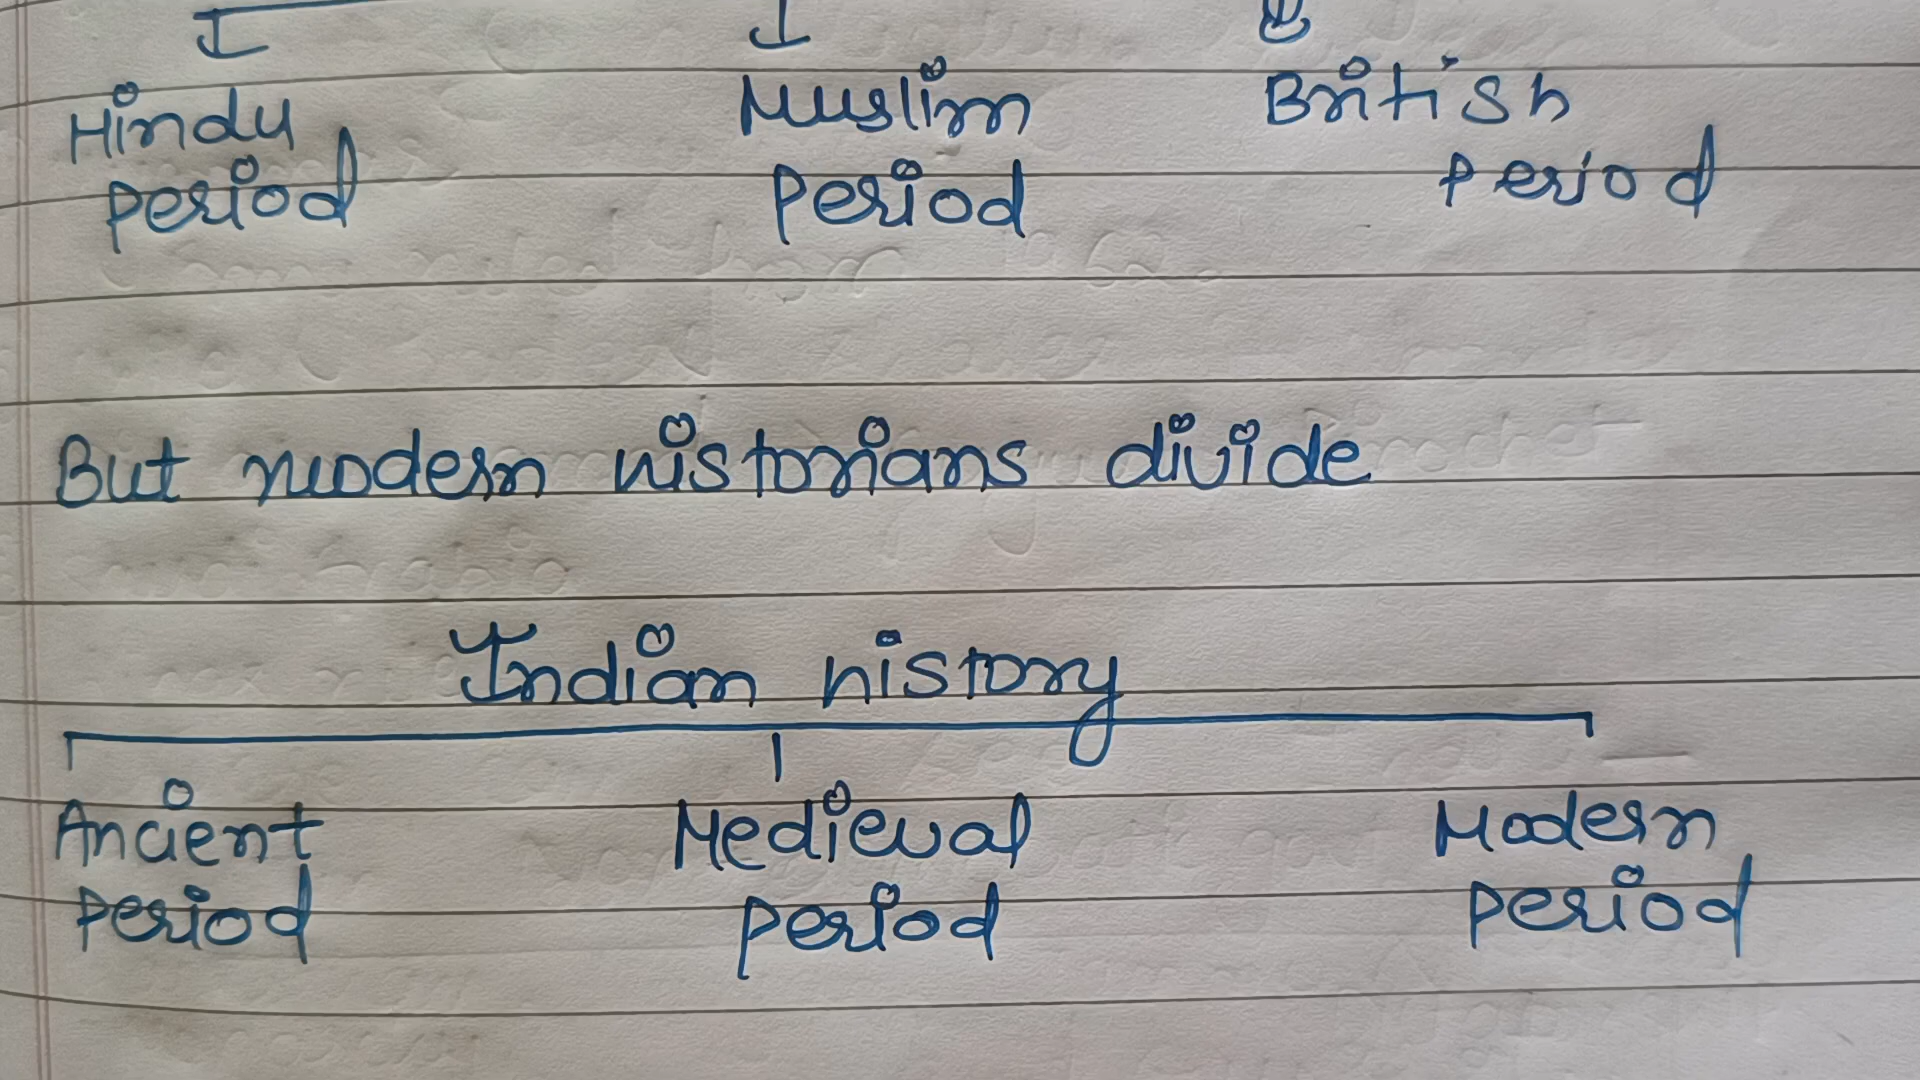 Hindu Muslim British
Period Period Period
But modern historians divide
Indian history
Ancient Medieval Modern
Period Period Period